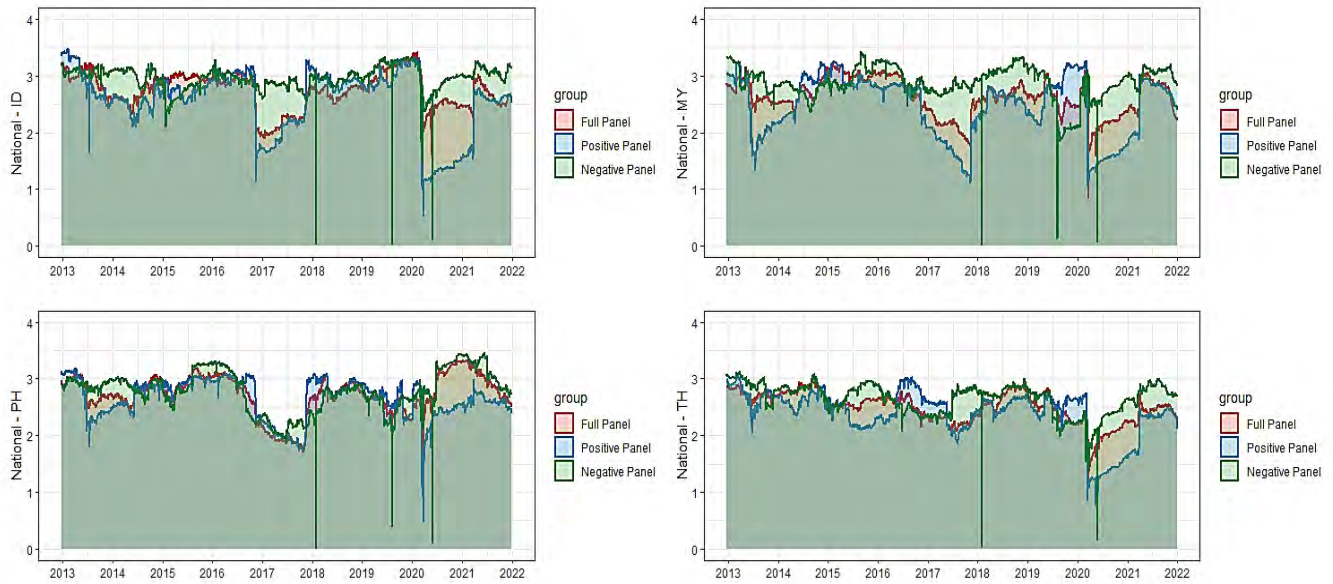 National - ID
4
3
2
1
0
2013 2014 2015 2016 2017 2018 2019 2020 2021 2022
group
Full Panel
Positive Panel
Negative Panel
National - MY
4
3
2
1
0
2013 2014 2015 2016 2017 2018 2019 2020 2021 2022
group
Full Panel
Positive Panel
Negative Panel
National - PH
4
3
2
1
0
2013 2014 2015 2016 2017 2018 2019 2020 2021 2022
group
Full Panel
Positive Panel
Negative Panel
National - TH
4
3
2
1
0
2013 2014 2015 2016 2017 2018 2019 2020 2021 2022
group
Full Panel
Positive Panel
Negative Panel